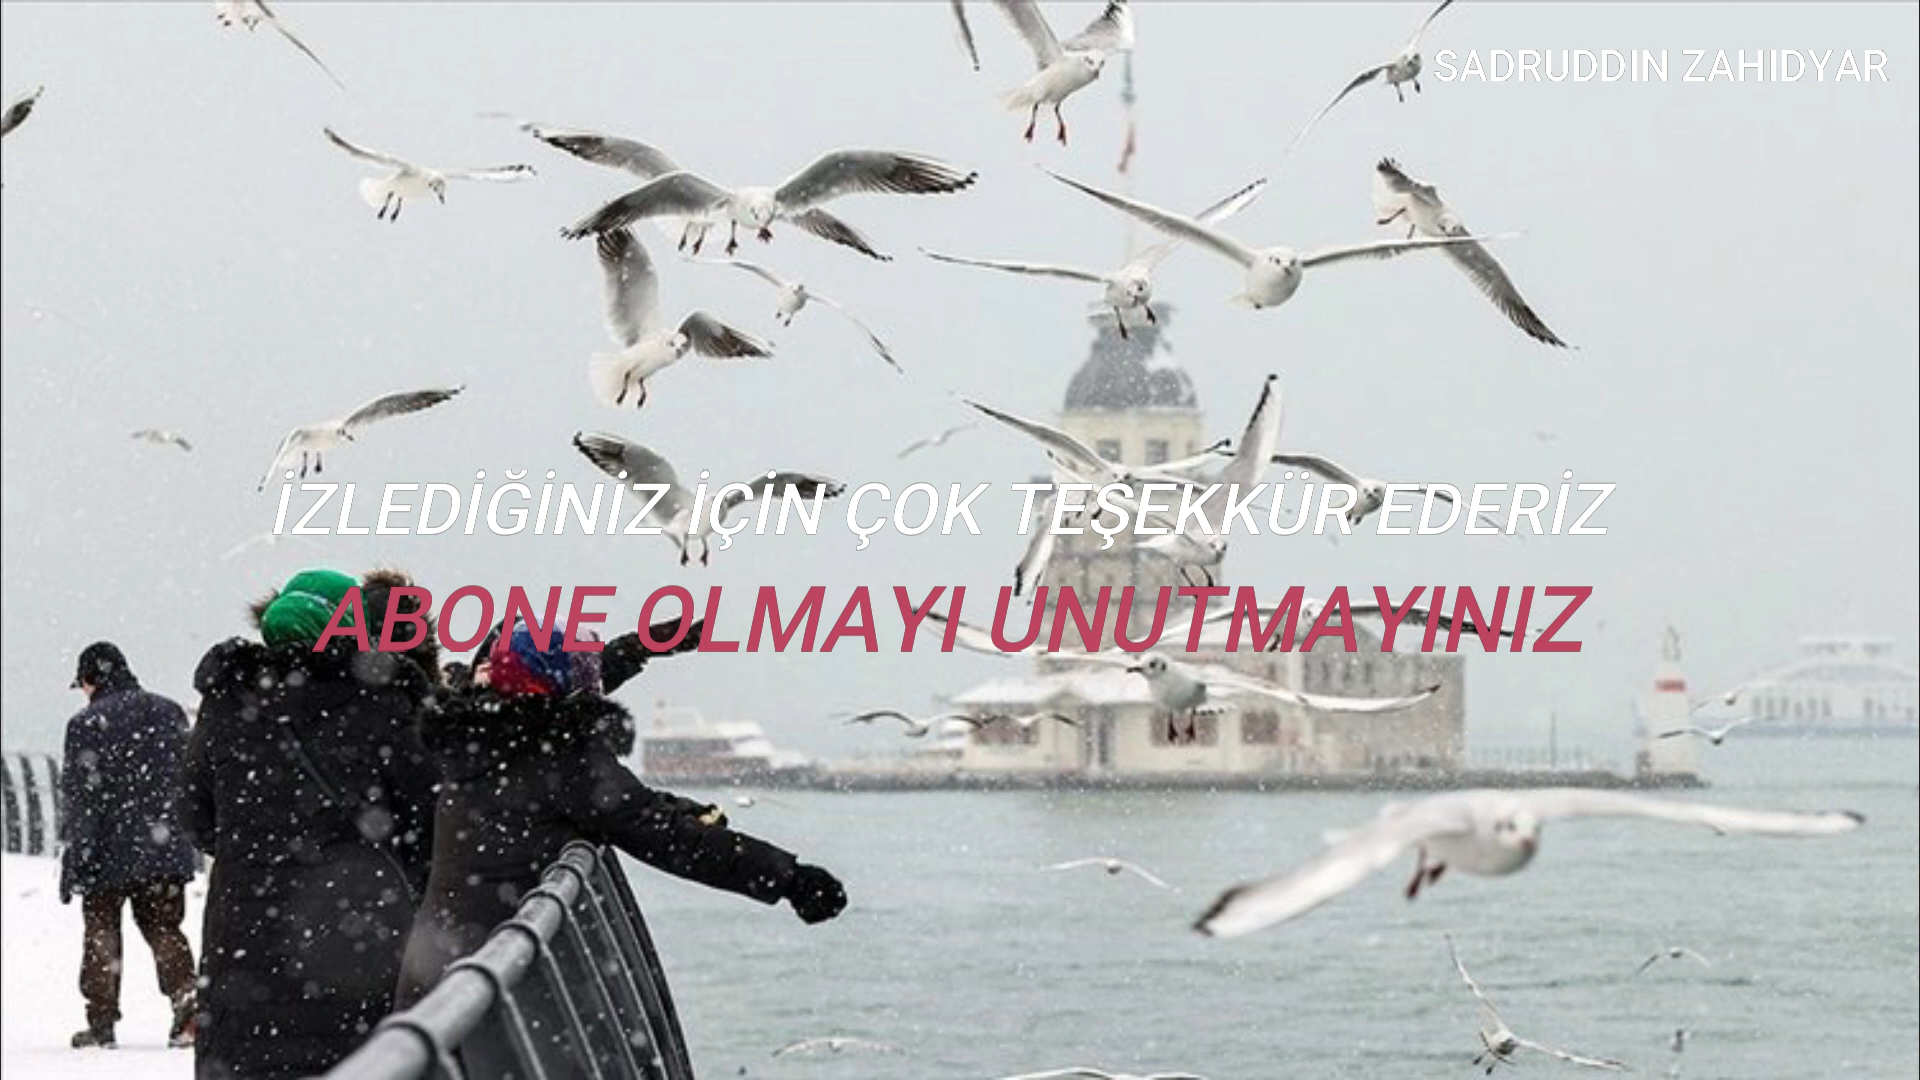 SADRUDDIN ZAHIDYAR
İZLEDİĞİNİZ İÇİN ÇOK TEŞEKKÜR EDERİZ
ABONE OLMAYI UNUTMAYINIZ